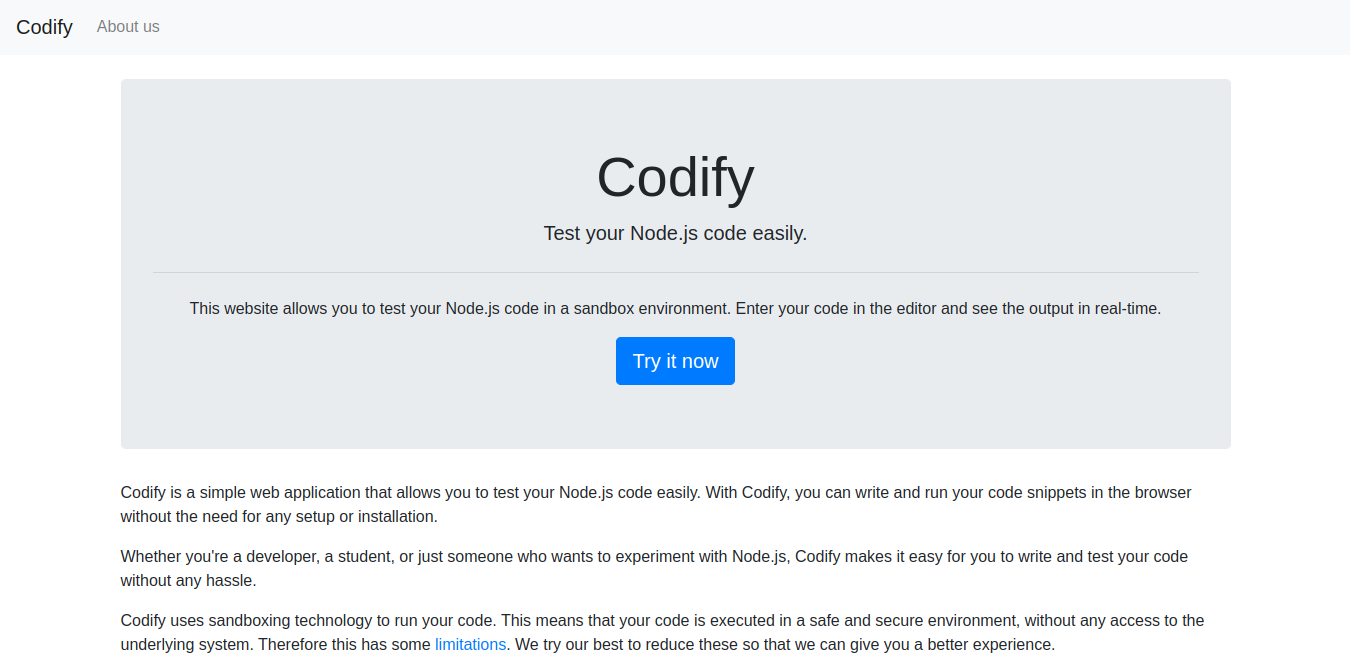 Codify About us
Codify
Test your Node.js code easily.
This website allows you to test your Node.js code in a sandbox environment. Enter your code in the editor and see the output in real-time.
Try it now
Codify is a simple web application that allows you to test your Node.js code easily. With Codify, you can write and run your code snippets in the browser
without the need for any setup or installation.
Whether you're a developer, a student, or just someone who wants to experiment with Node.js, Codify makes it easy for you to write and test your code
without any hassle.
Codify uses sandboxing technology to run your code. This means that your code is executed in a safe and secure environment, without any access to the
underlying system. Therefore this has some limitations. We try our best to reduce these so that we can give you a better experience.